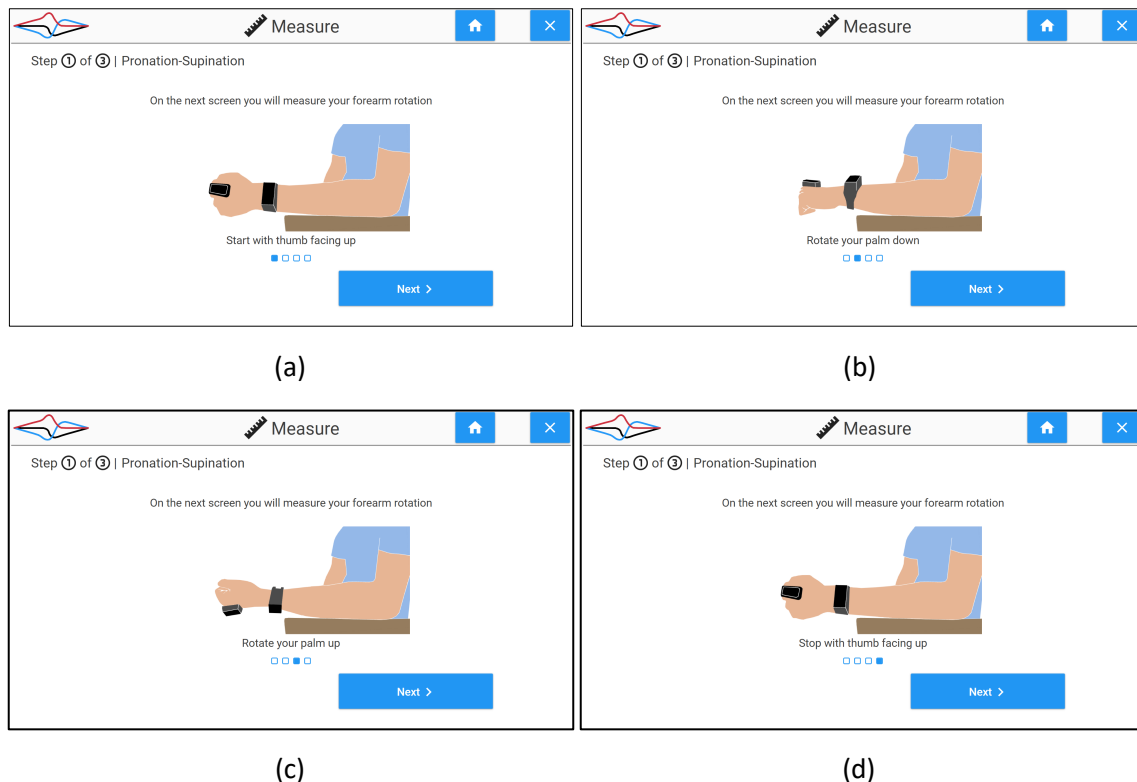 Measure
Step 1 of 3 | Pronation-Supination
On the next screen you will measure your forearm rotation
Start with thumb facing up
Next >
(a)
Measure
Step 1 of 3 | Pronation-Supination
On the next screen you will measure your forearm rotation
Rotate your palm down
Next >
(b)
Measure
Step 1 of 3 | Pronation-Supination
On the next screen you will measure your forearm rotation
Rotate your palm up
Next >
(c)
Measure
Step 1 of 3 | Pronation-Supination
On the next screen you will measure your forearm rotation
Stop with thumb facing up
Next >
(d)